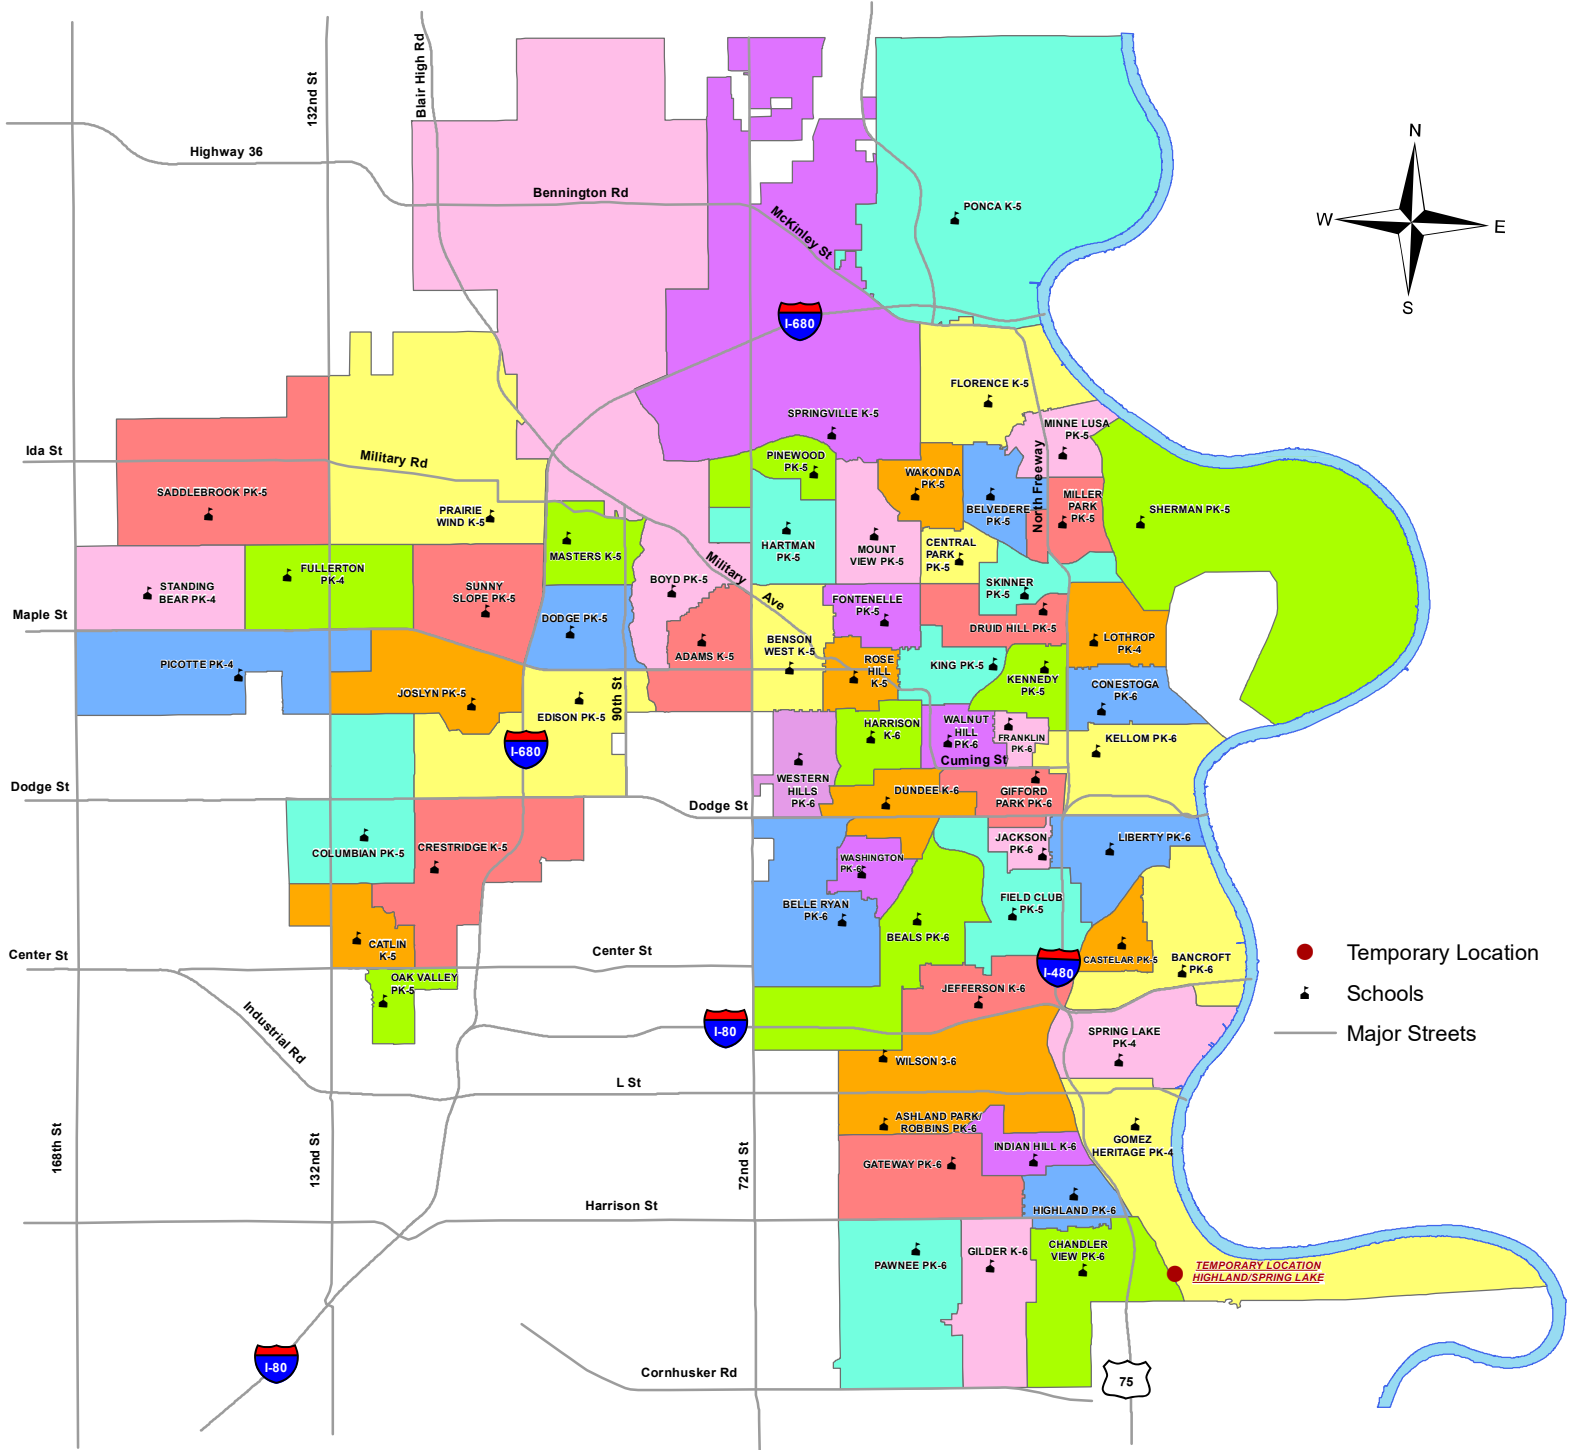 132nd St
Blair High Rd
Highway 36
Bennington Rd
McKinley St
PONCA K-5
N
W
E
S
I-680
FLORENCE K-5
SPRINGVILLE K-5
MINNE LUSA
PK-5
Ida St
Military Rd
PINEWOOD
PK-5
WAKONDA
PK-5
North Freeway
SADDLEBROOK PK-5
PRAIRIE
WIND K-5
BELVEDERE
PK-5
MILLER
PARK
PK-5
SHERMAN PK-5
MASTERS K-5
HARTMAN
PK-5
MOUNT
VIEW PK-5
CENTRAL
PARK
PK-5
STANDING
BEAR PK-4
FULLERTON
PK-4
SUNNY
SLOPE PK-5
BOYD PK-5
Military
Ave
SKINNER
PK-5
Maple St
DODGE PK-5
FONTENELLE
PK-5
DRUID HILL PK-5
LOTHROP
PK-4
PICOTTE PK-4
ADAMS K-5
BENSON
WEST K-5
ROSE
HILL
K-5
KING PK-5
KENNEDY
PK-5
CONESTOGA
PK-6
JOSLYN PK-5
EDISON PK-5
90th St
I-680
HARRISON
K-6
WALNUT
HILL
PK-6
FRANKLIN
PK-6
KELLOM PK-6
Cuming St
WESTERN
HILLS
PK-6
Dodge St
Dodge St
DUNDEE K-6
GIFFORD
PARK PK-6
COLUMBIAN PK-5
CRESTRIDGE K-5
WASHINGTON
PK-6
JACKSON
PK-6
LIBERTY PK-6
BELLE RYAN
PK-6
BEALS PK-6
FIELD CLUB
PK-5
CATLIN
K-5
Center St
Center St
OAK VALLEY
PK-5
I-480
CASTELAR PK-5
BANCROFT
PK-6
Temporary Location
Schools
Major Streets
JEFFERSON K-6
Industrial Rd
I-80
SPRING LAKE
PK-4
WILSON 3-6
L St
ASHLAND PARK/
ROBBINS PK-6
GOMEZ
HERITAGE PK-4
168th St
132nd St
72nd St
GATEWAY PK-6
INDIAN HILL K-6
HIGHLAND PK-6
Harrison St
PAWNEE PK-6
GILDER K-6
CHANDLER
VIEW PK-6
TEMPORARY LOCATION
HIGHLAND/SPRING LAKE
I-80
Cornhusker Rd
75